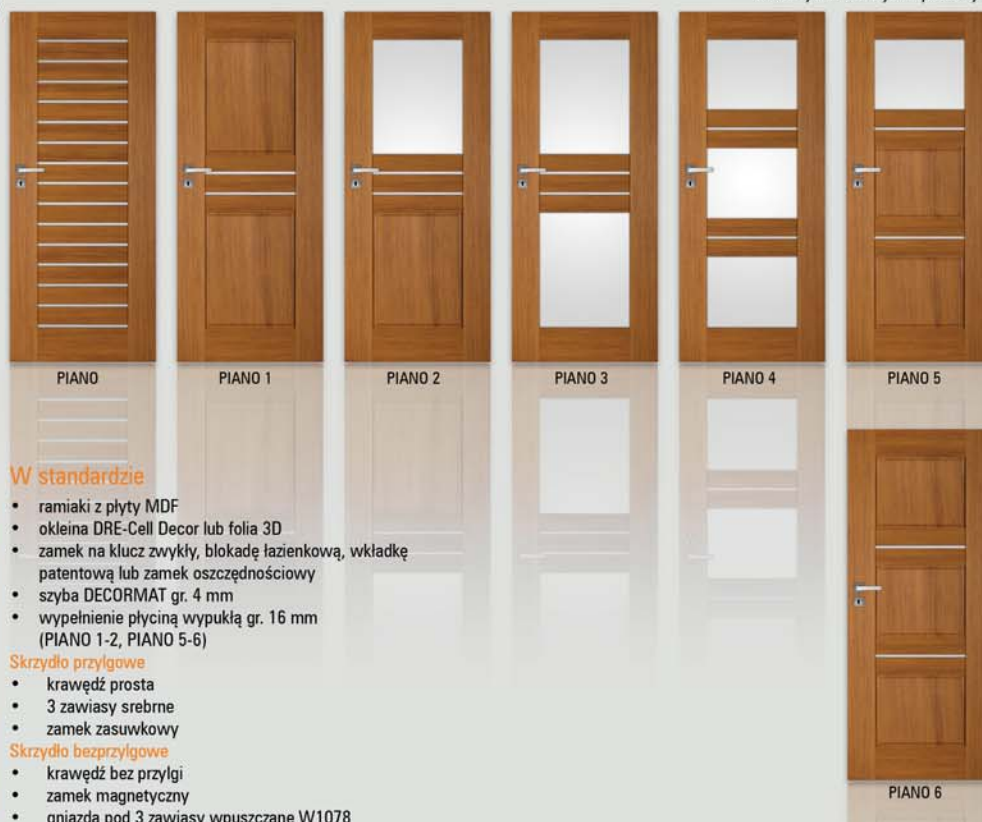 PIANO
PIANO 1
PIANO 2
PIANO 3
PIANO 4
PIANO 5
W standardzie
• ramiaki z płyty MDF
• okleina DRE-Cell Decor lub folia 3D
• zamek na klucz zwykły, blokadę łazienkową, wkładkę
patentową lub zamek oszczędnościowy
• szyba DECORMAT gr. 4 mm
• wypełnienie płyciną wypukłą gr. 16 mm
(PIANO 1-2, PIANO 5-6)
Skrzydło przylgowe
• krawędź prosta
• 3 zawiasy srebrne
• zamek zasuwkowy
Skrzydło bezprzylgowe
• krawędź bez przylgi
• zamek magnetyczny
• gniazda pod 3 zawiasy wpuszczane W1078
PIANO 6